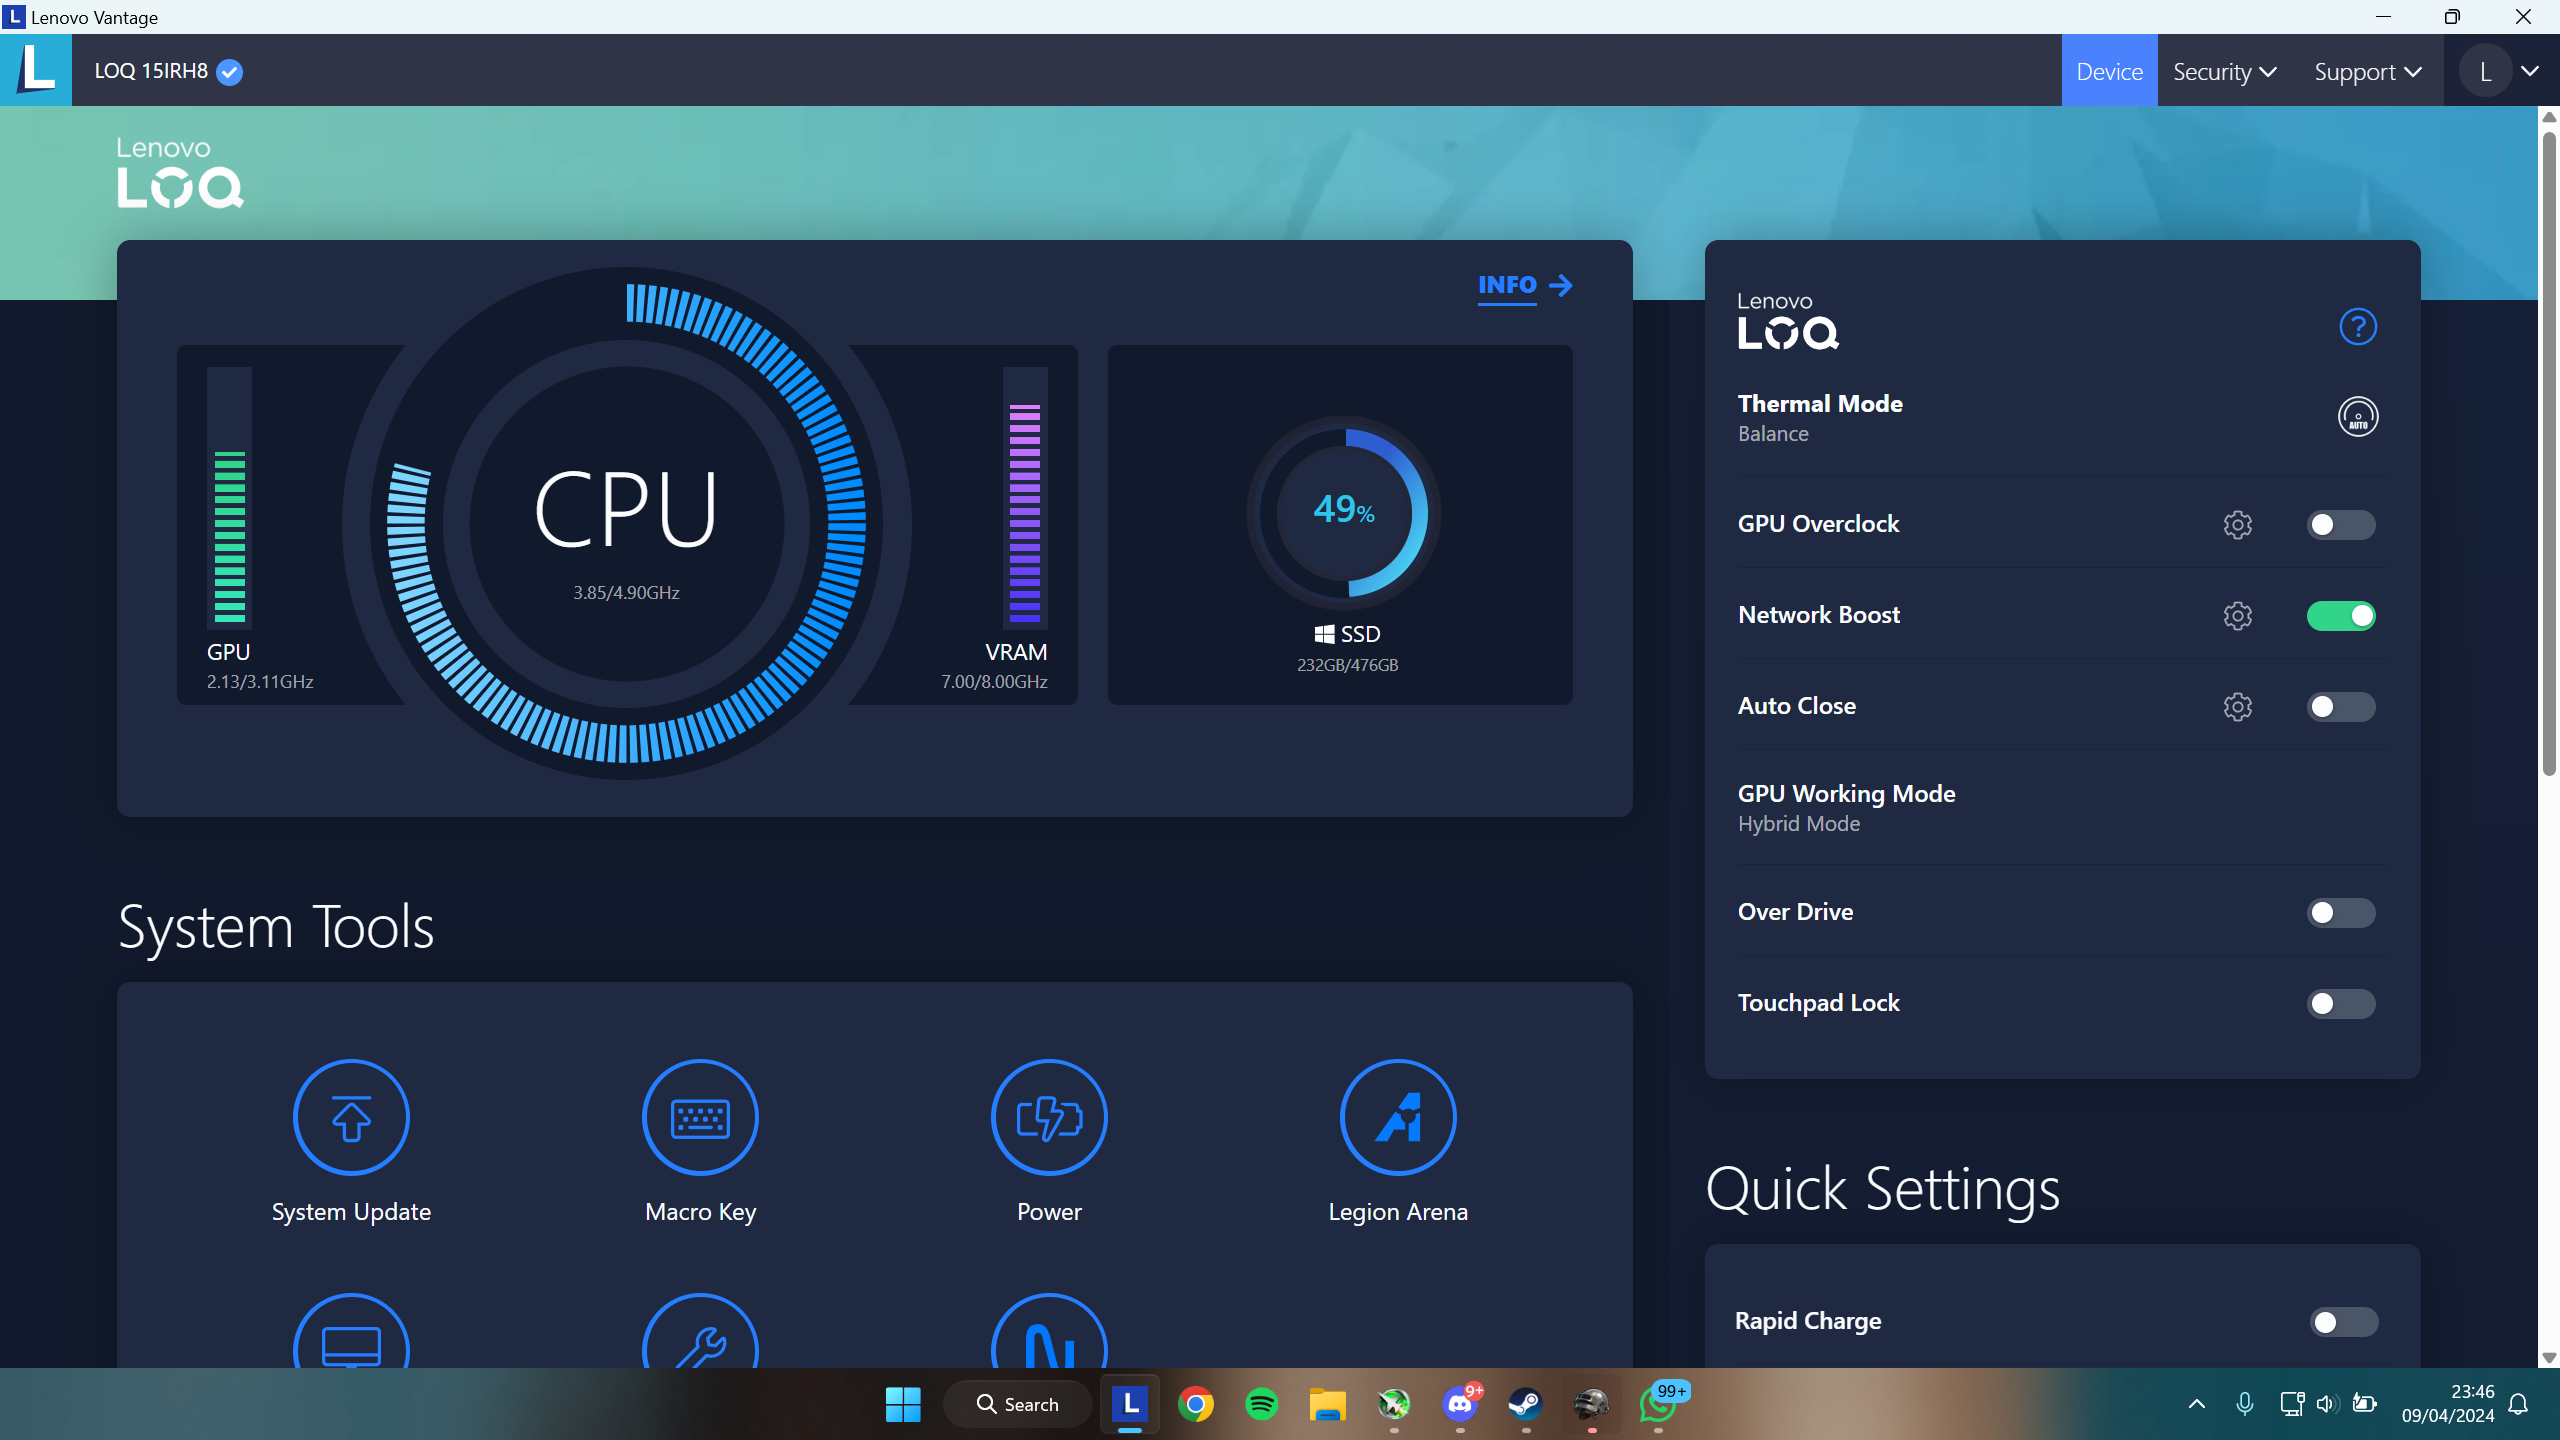 L Lenovo Vantage
L LOQ 15IRH8
Device Security Support L
Lenovo
LOQ
INFO
CPU
3.85/4.90GHz
GPU
2.13/3.11GHz
VRAM
7.00/8.00GHz
49%
SSD
232GB/476GB
Lenovo
LOQ
?
Thermal Mode
Balance
AUTO
GPU Overclock
Network Boost
Auto Close
GPU Working Mode
Hybrid Mode
Over Drive
Touchpad Lock
System Tools
System Update
Macro Key
Power
Legion Arena
Quick Settings
Rapid Charge
Search
L
9+
99+
23:46
09/04/2024